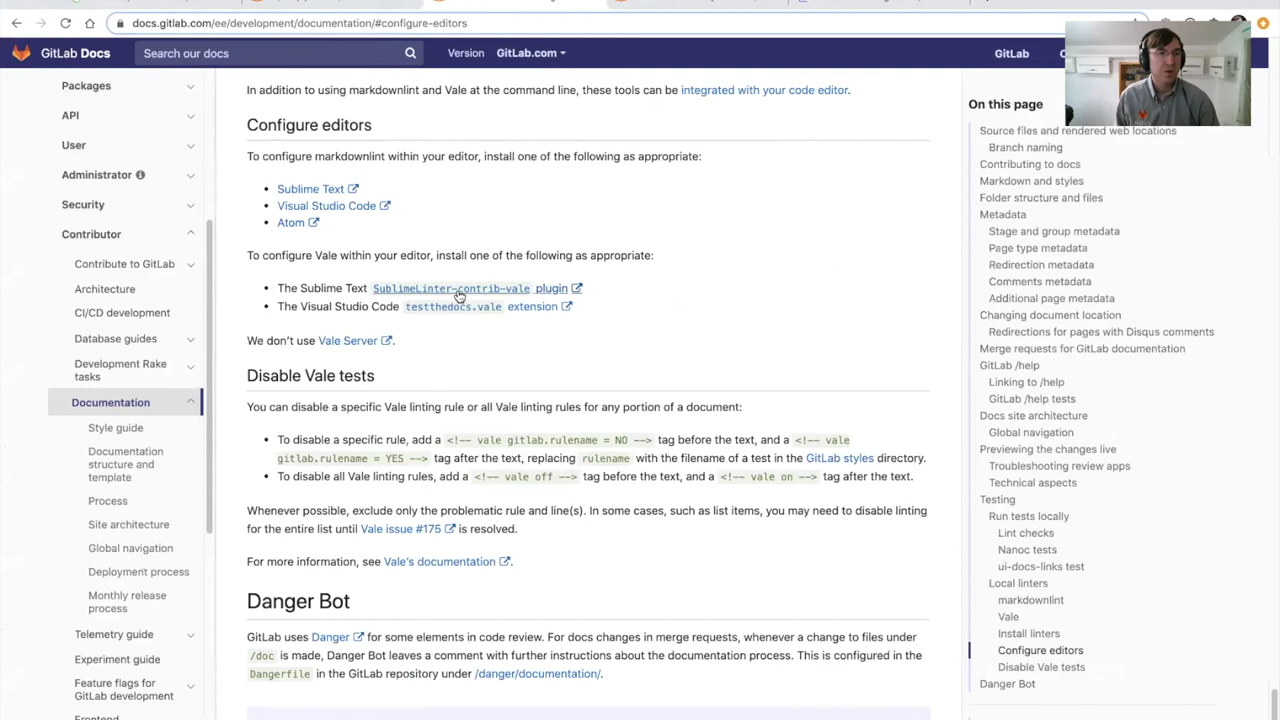 docs.gitlab.com/ee/development/documentation/#configure-editors
GitLab Docs
Search our docs
Version
GitLab.com
GitLab
Packages
API
User
Administrator
Security
Contributor
Contribute to GitLab
Architecture
CI/CD development
Database guides
Development Rake
tasks
Documentation
Style guide
Documentation
structure and
template
Process
Site architecture
Global navigation
Deployment process
Monthly release
process
Telemetry guide
Experiment guide
Feature flags for
GitLab development
Frontend
In addition to using markdownlint and Vale at the command line, these tools can be integrated with your code editor.
Configure editors
To configure markdownlint within your editor, install one of the following as appropriate:
• Sublime Text
• Visual Studio Code
• Atom
To configure Vale within your editor, install one of the following as appropriate:
• The Sublime Text SublimeLinter-contrib-vale plugin
• The Visual Studio Code testthedocs.vale extension
We don't use Vale Server.
Disable Vale tests
You can disable a specific Vale linting rule or all Vale linting rules for any portion of a document:
• To disable a specific rule, add a <!-- vale gitlab.rulename = NO --> tag before the text, and a <!-- vale
gitlab.rulename = YES --> tag after the text, replacing rulename with the filename of a test in the GitLab styles directory.
• To disable all Vale linting rules, add a <!-- vale off --> tag before the text, and a <!-- vale on --> tag after the text.
Whenever possible, exclude only the problematic rule and line(s). In some cases, such as list items, you may need to disable linting
for the entire list until Vale issue #175 is resolved.
For more information, see Vale's documentation.
Danger Bot
GitLab uses Danger for some elements in code review. For docs changes in merge requests, whenever a change to files under
/doc is made, Danger Bot leaves a comment with further instructions about the documentation process. This is configured in the
Dangerfile in the GitLab repository under /danger/documentation/.
On this page
Source files and rendered web locations
Branch naming
Contributing to docs
Markdown and styles
Folder structure and files
Metadata
Stage and group metadata
Page type metadata
Redirection metadata
Comments metadata
Additional page metadata
Changing document location
Redirections for pages with Disqus comments
Merge requests for GitLab documentation
GitLab /help
Linking to /help
GitLab /help tests
Docs site architecture
Global navigation
Previewing the changes live
Troubleshooting review apps
Technical aspects
Testing
Run tests locally
Lint checks
Nanoc tests
ui-docs-links test
Local linters
markdownlint
Vale
Install linters
Configure editors
Disable Vale tests
Danger Bot